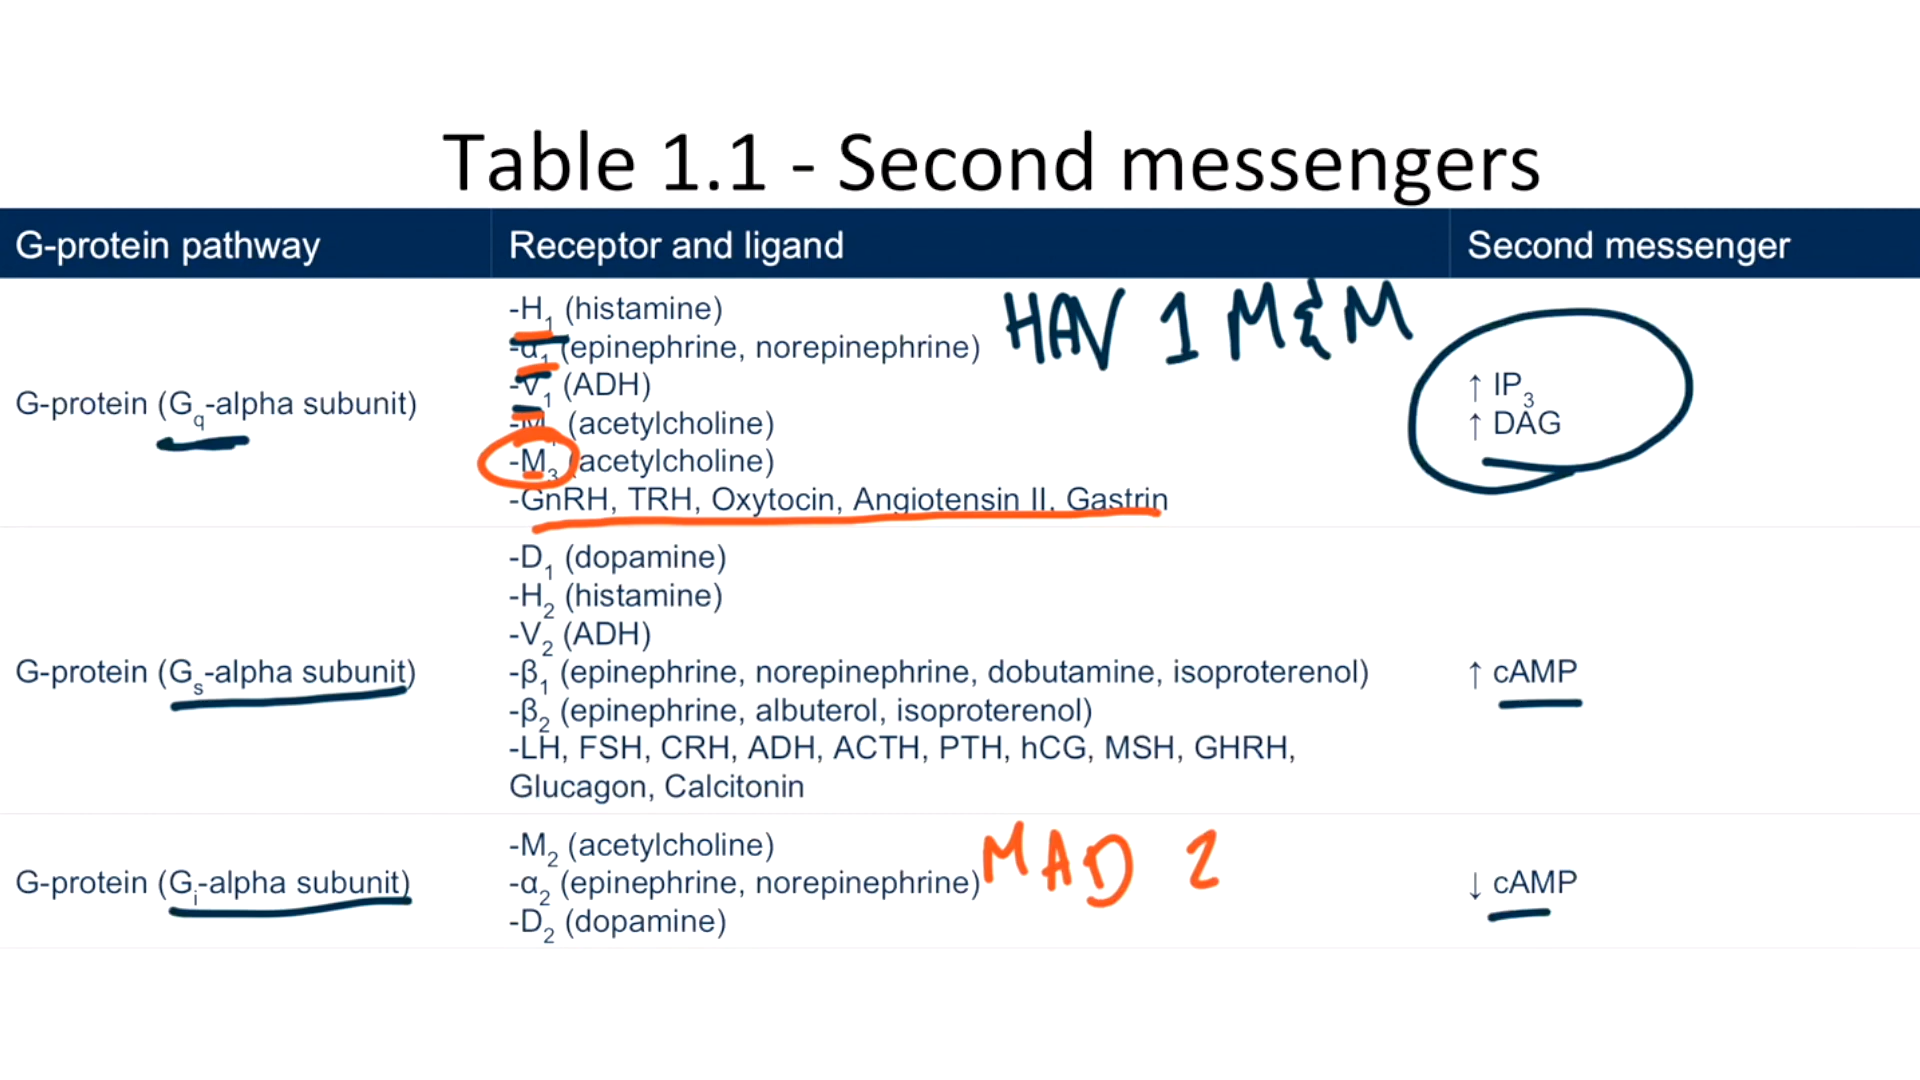 Table 1.1 - Second messengers
G-protein pathway
Receptor and ligand
Second messenger
G-protein (Gq-alpha subunit)
-H1 (histamine)
-α1 (epinephrine, norepinephrine)
-V1 (ADH)
-M1 (acetylcholine)
-M3 (acetylcholine)
-GnRH, TRH, Oxytocin, Angiotensin II, Gastrin
HAV 1 M&M
↑ IP3
↑ DAG
G-protein (Gs-alpha subunit)
-D1 (dopamine)
-H2 (histamine)
-V2 (ADH)
-β1 (epinephrine, norepinephrine, dobutamine, isoproterenol)
-β2 (epinephrine, albuterol, isoproterenol)
-LH, FSH, CRH, ADH, ACTH, PTH, hCG, MSH, GHRH,
Glucagon, Calcitonin
↑ cAMP
G-protein (Gi-alpha subunit)
-M2 (acetylcholine)
-α2 (epinephrine, norepinephrine)
-D2 (dopamine)
MAD 2
↓ cAMP